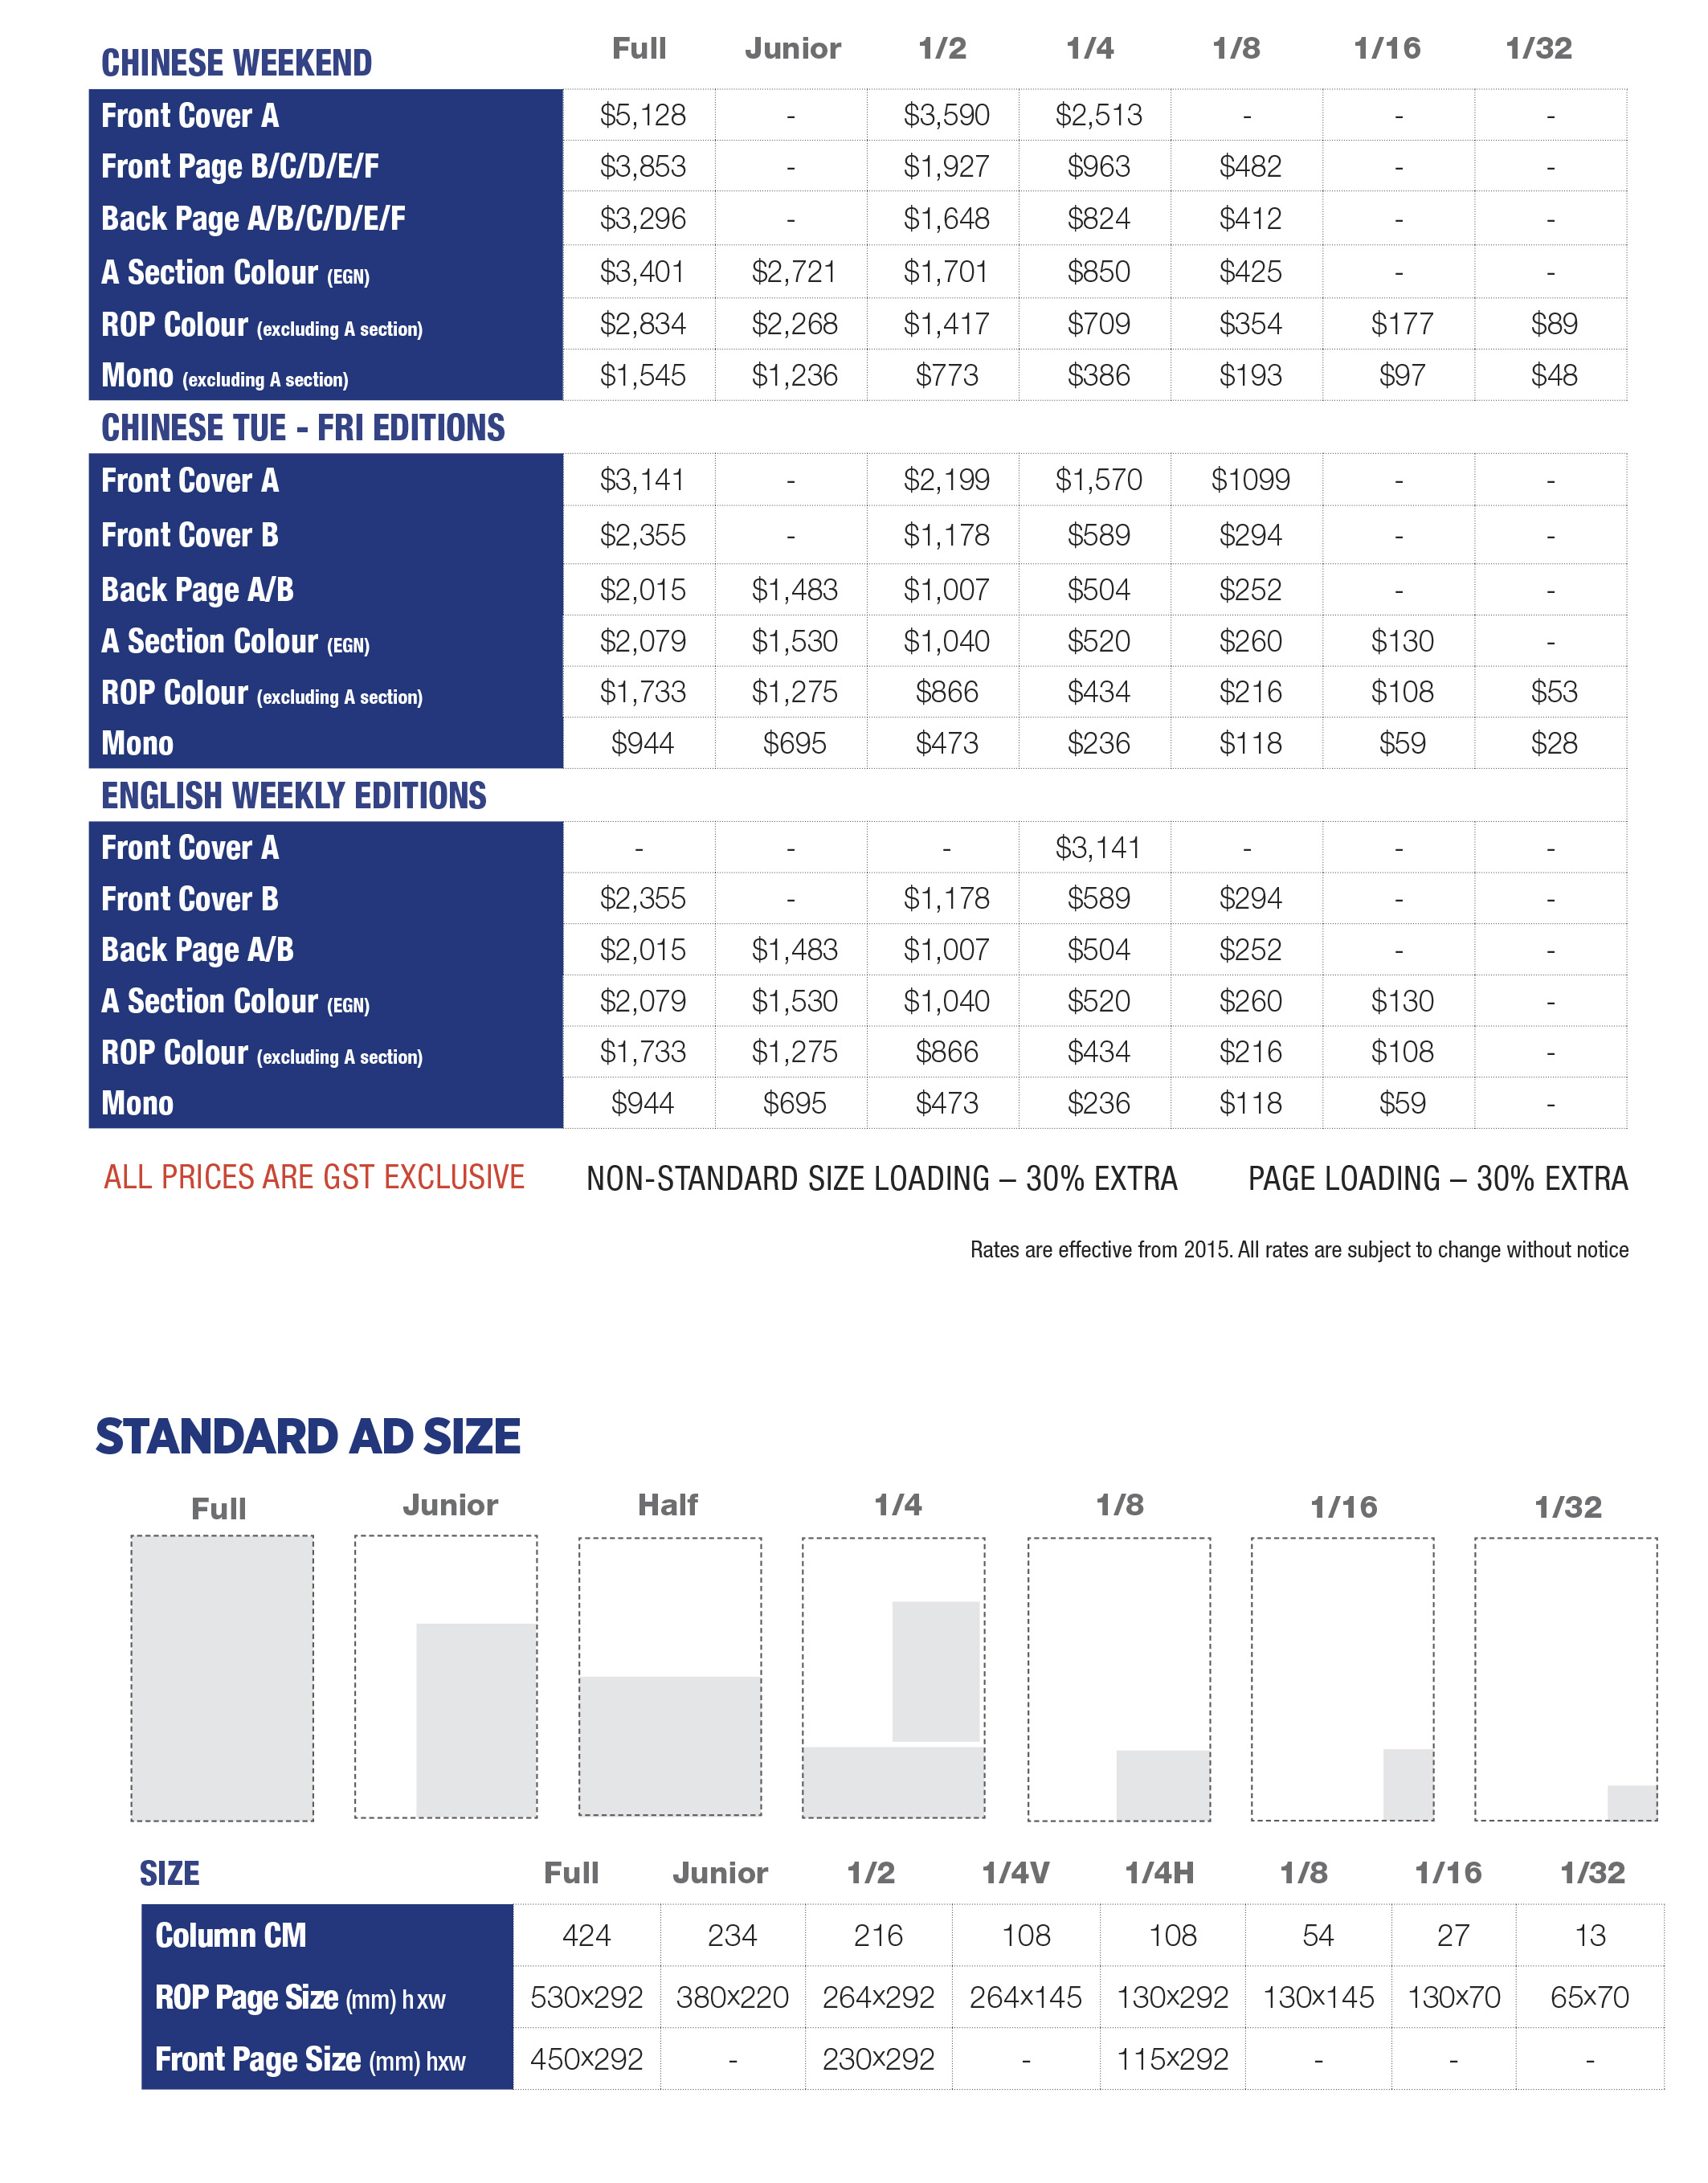 CHINESE WEEKEND Full Junior 1/2 1/4 1/8 1/16 1/32
Front Cover A $5,128 - $3,590 $2,513 - - -
Front Page B/C/D/E/F $3,853 - $1,927 $963 $482 - -
Back Page A/B/C/D/E/F $3,296 - $1,648 $824 $412 - -
A Section Colour (EGN) $3,401 $2,721 $1,701 $850 $425 - -
ROP Colour (excluding A section) $2,834 $2,268 $1,417 $709 $354 $177 $89
Mono (excluding A section) $1,545 $1,236 $773 $386 $193 $97 $48
CHINESE TUE - FRI EDITIONS
Front Cover A $3,141 - $2,199 $1,570 $1099 - -
Front Cover B $2,355 - $1,178 $589 $294 - -
Back Page A/B $2,015 $1,483 $1,007 $504 $252 - -
A Section Colour (EGN) $2,079 $1,530 $1,040 $520 $260 $130 -
ROP Colour (excluding A section) $1,733 $1,275 $866 $434 $216 $108 $53
Mono $944 $695 $473 $236 $118 $59 $28
ENGLISH WEEKLY EDITIONS
Front Cover A - - - $3,141 - - -
Front Cover B $2,355 - $1,178 $589 $294 - -
Back Page A/B $2,015 $1,483 $1,007 $504 $252 - -
A Section Colour (EGN) $2,079 $1,530 $1,040 $520 $260 $130 -
ROP Colour (excluding A section) $1,733 $1,275 $866 $434 $216 $108 -
Mono $944 $695 $473 $236 $118 $59 -
ALL PRICES ARE GST EXCLUSIVE NON-STANDARD SIZE LOADING – 30% EXTRA PAGE LOADING – 30% EXTRA
Rates are effective from 2015. All rates are subject to change without notice
STANDARD AD SIZE
Full Junior Half 1/4 1/8 1/16 1/32
SIZE Full Junior 1/2 1/4V 1/4H 1/8 1/16 1/32
Column CM 424 234 216 108 108 54 27 13
ROP Page Size (mm) h xw 530x292 380x220 264x292 264x145 130x292 130x145 130x70 65x70
Front Page Size (mm) hxw 450x292 - 230x292 - 115x292 - - -